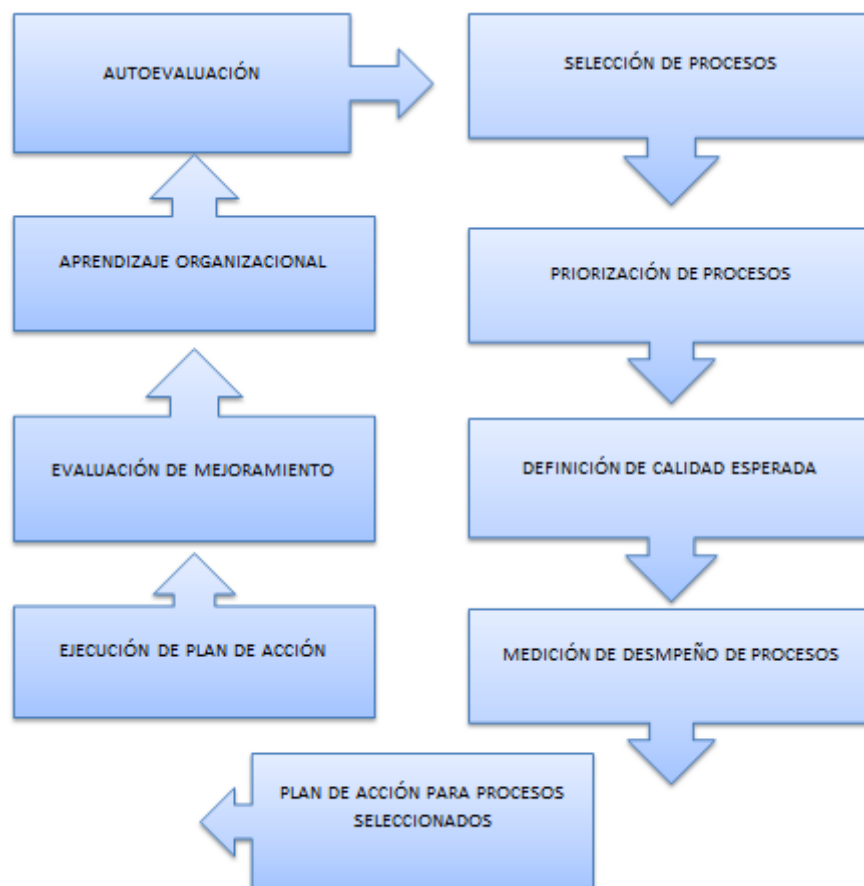 AUTOEVALUACIÓN
SELECCIÓN DE PROCESOS
PRIORIZACIÓN DE PROCESOS
DEFINICIÓN DE CALIDAD ESPERADA
MEDICIÓN DE DESMPEÑO DE PROCESOS
PLAN DE ACCIÓN PARA PROCESOS
SELECCIONADOS
EJECUCIÓN DE PLAN DE ACCIÓN
EVALUACIÓN DE MEJORAMIENTO
APRENDIZAJE ORGANIZACIONAL